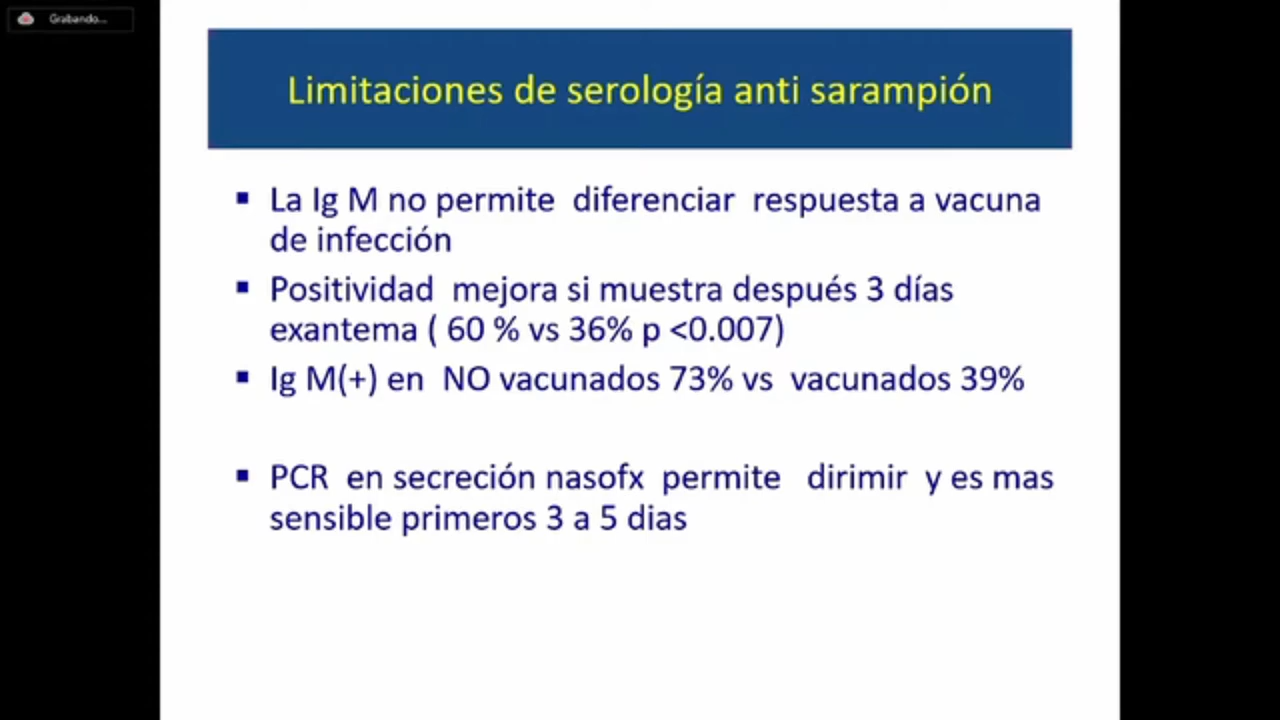 Grabando...
Limitaciones de serología anti sarampión
▪ La Ig M no permite diferenciar respuesta a vacuna
de infección
▪ Positividad mejora si muestra después 3 días
exantema ( 60 % vs 36% p <0.007)
▪ Ig M(+) en NO vacunados 73% vs vacunados 39%
▪ PCR en secreción nasofx permite dirimir y es mas
sensible primeros 3 a 5 dias